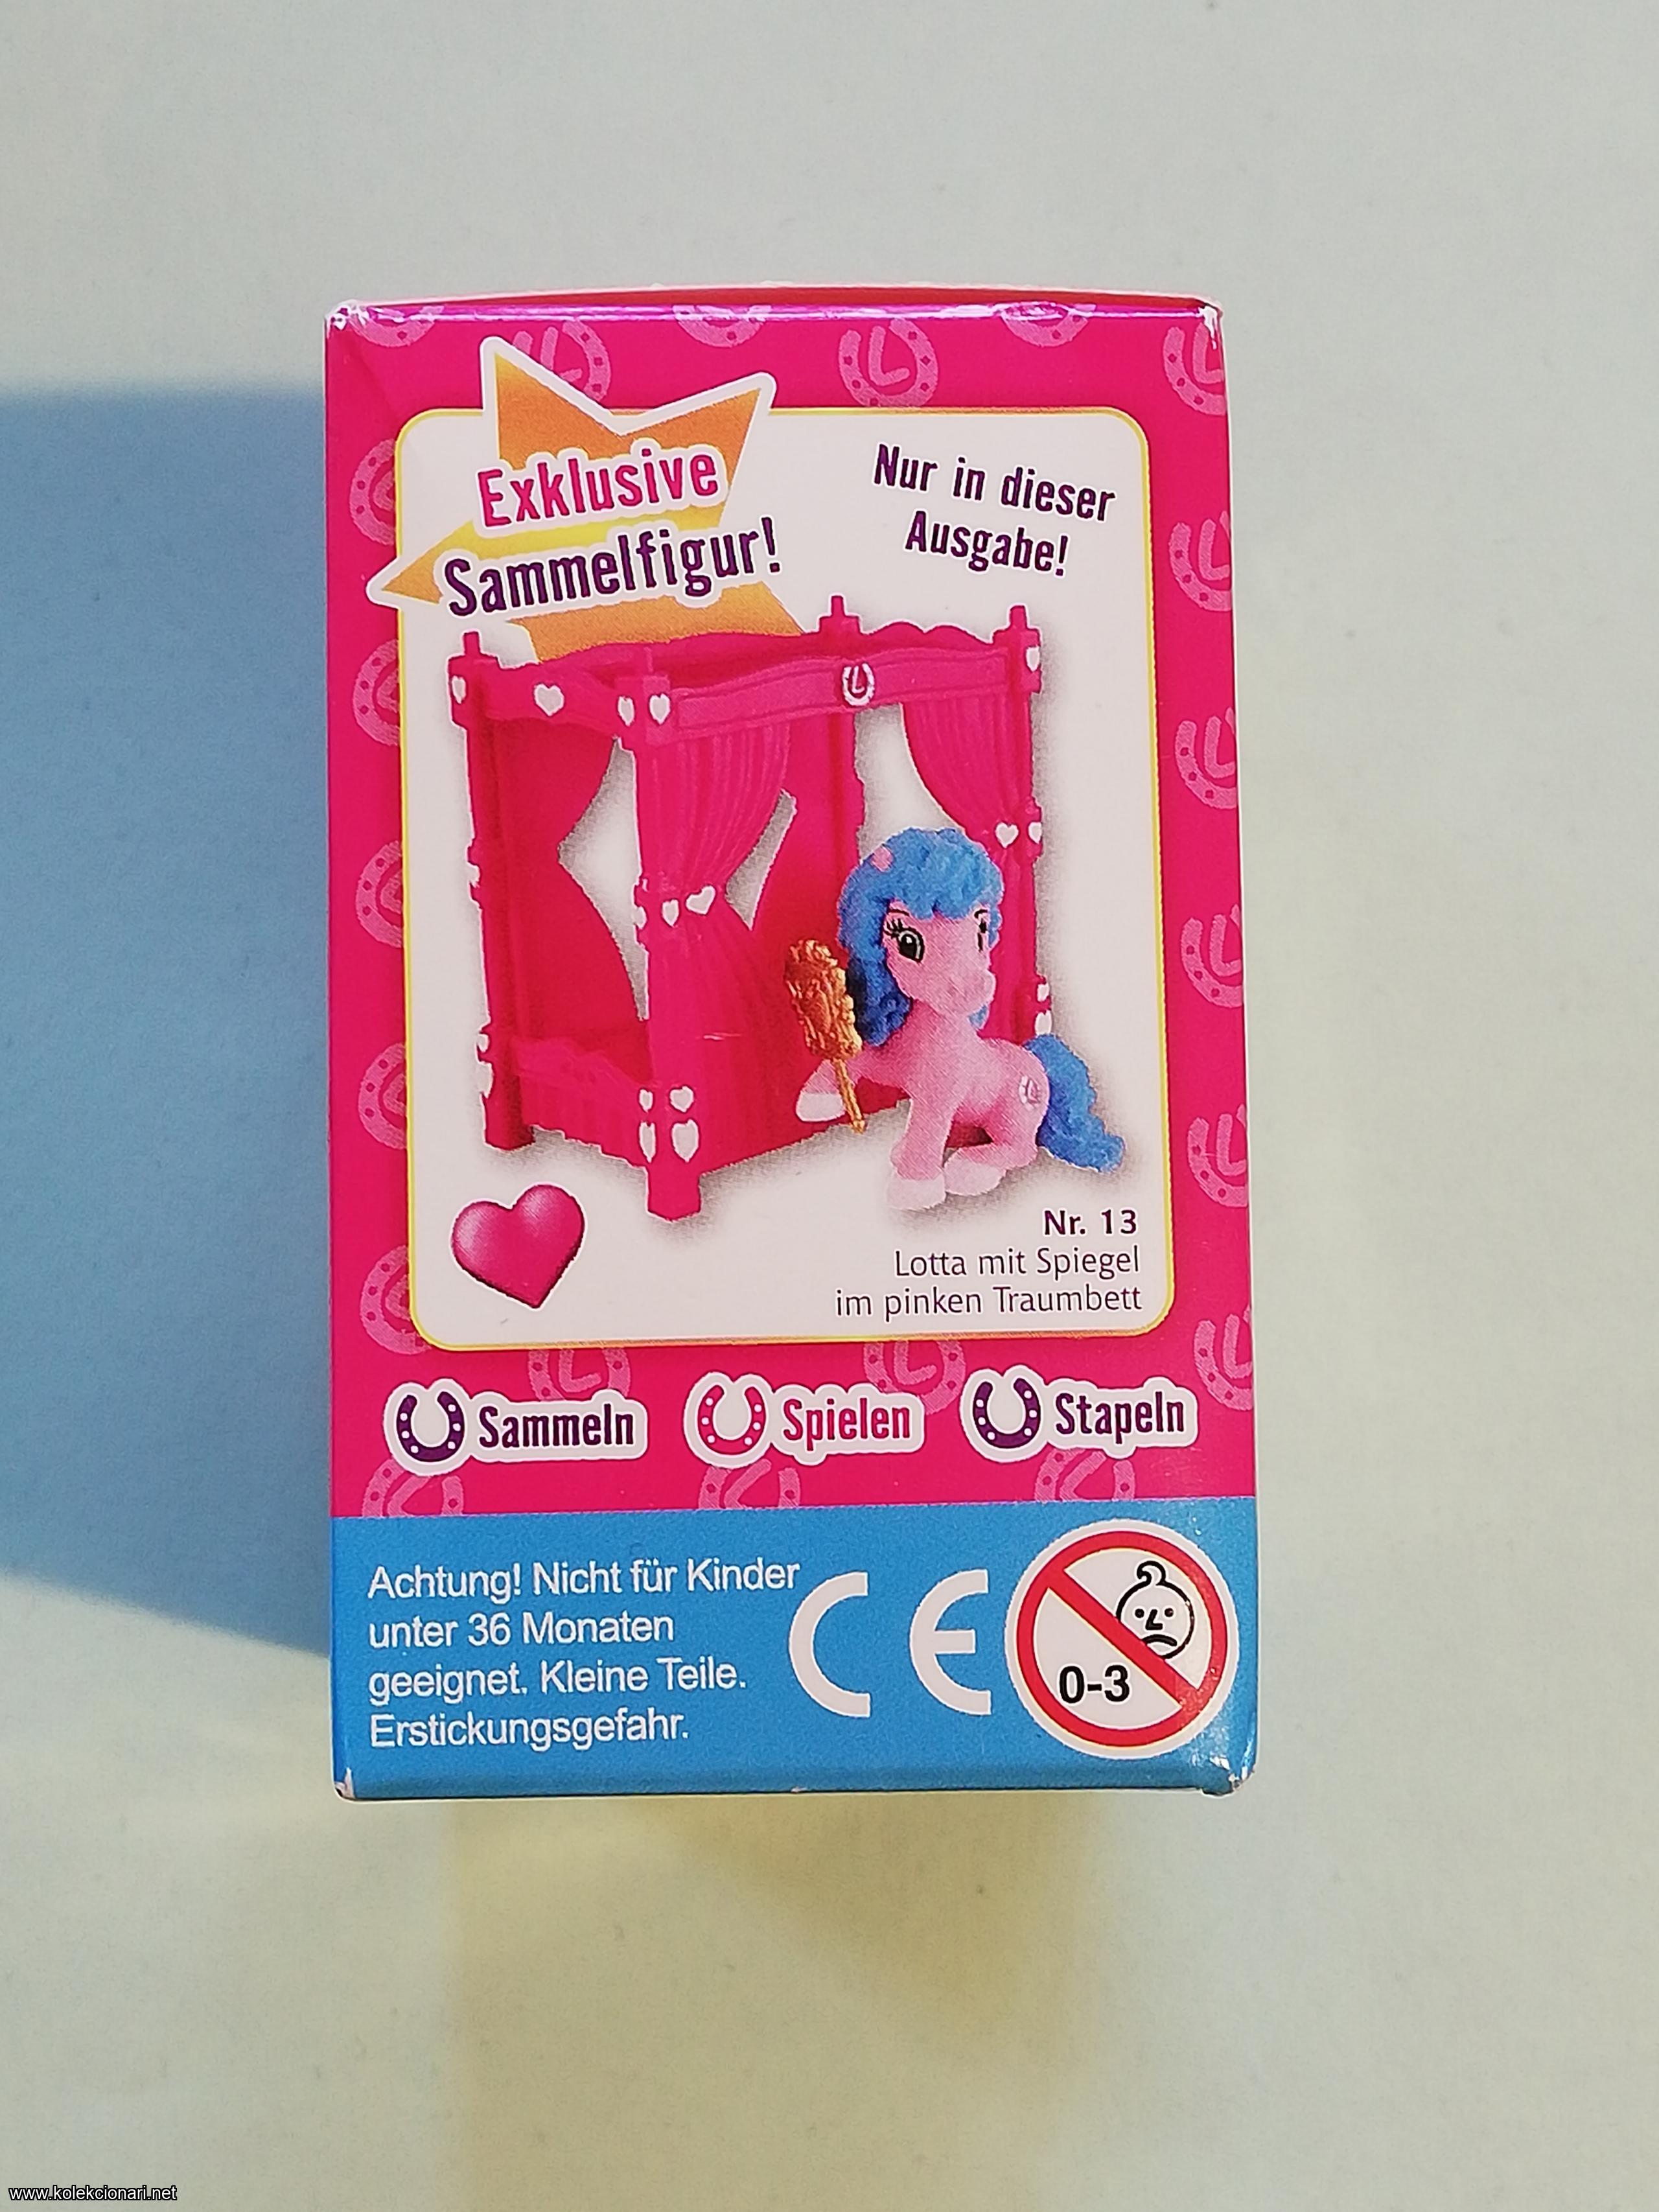 Exklusive
Sammelfigur!
Nur in dieser
Ausgabe!
Nr. 13
Lotta mit Spiegel
im pinken Traumbett
Sammeln
Spielen
Stapeln
Achtung! Nicht für Kinder
unter 36 Monaten
geeignet. Kleine Teile.
Erstickungsgefahr.
CE
0-3
www.kolekcionari.net